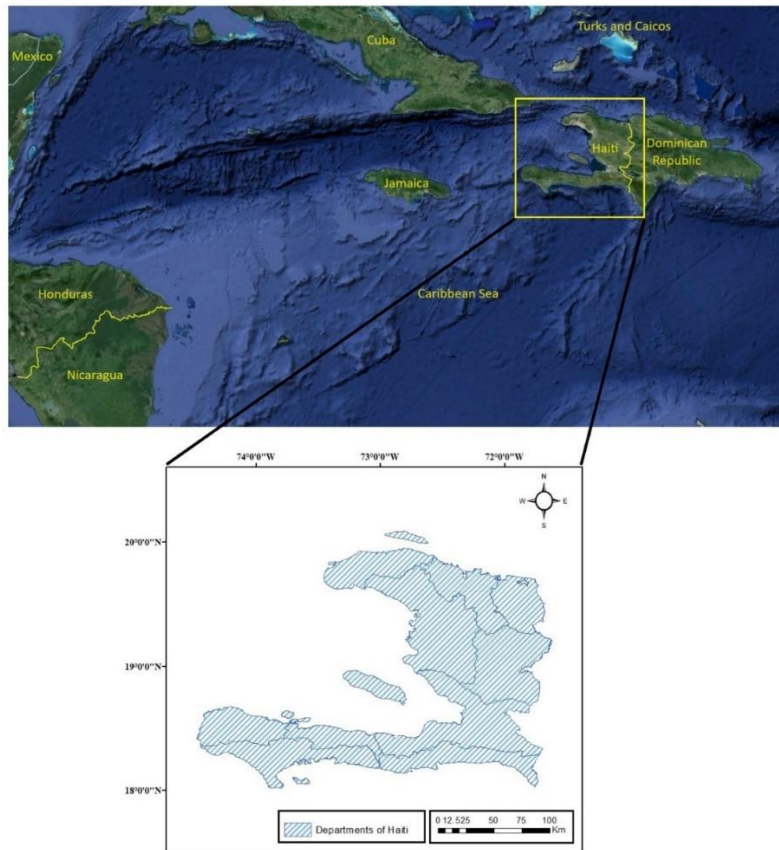 Turks and Caicos
Cuba
Mexico
Haiti
Dominican
Republic
Jamaica
Honduras
Caribbean Sea
Nicaragua
74°0'0"W 73°0'0"W 72°0'0"W
N
W E
S
20°0'0"N
19°0'0"N
18°0'0"N
Departments of Haiti
0 12.525 50 75 100
Km